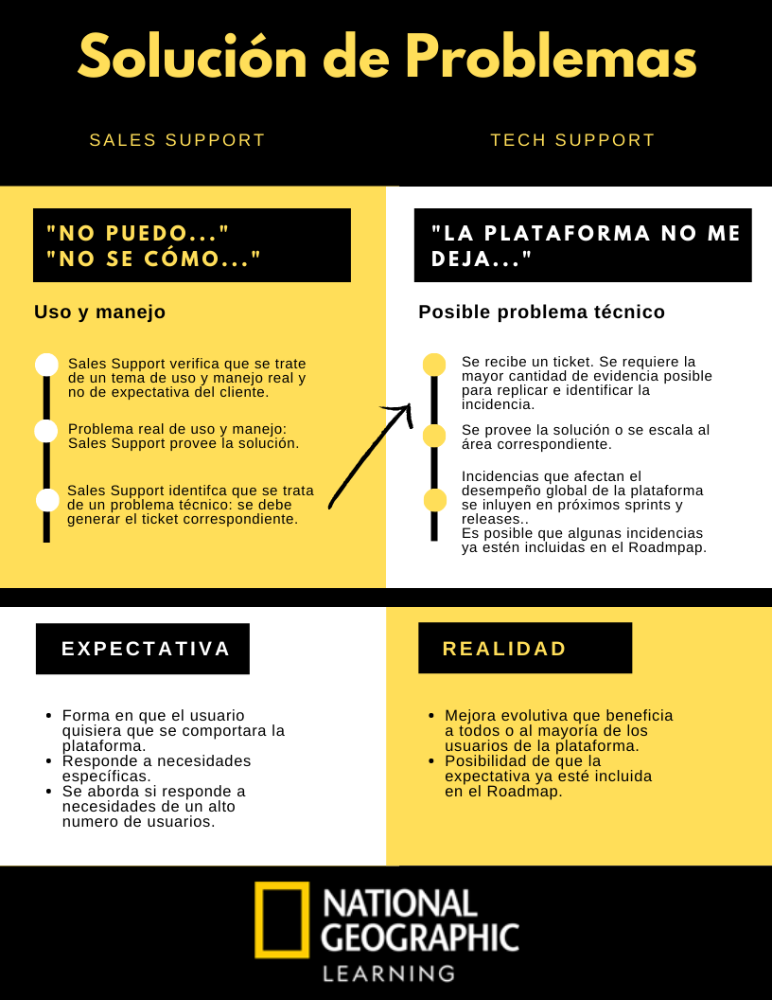 Solución de Problemas
SALES SUPPORT
TECH SUPPORT
"NO PUEDO..."
"NO SE CÓMO..."
Uso y manejo
Sales Support verifica que se trate
de un tema de uso y manejo real y
no de expectativa del cliente.
Problema real de uso y manejo:
Sales Support provee la solución.
Sales Support identifca que se trata
de un problema técnico: se debe
generar el ticket correspondiente.
"LA PLATAFORMA NO ME
DEJA..."
Posible problema técnico
Se recibe un ticket. Se requiere la
mayor cantidad de evidencia posible
para replicar e identificar la
incidencia.
Se provee la solución o se escala al
área correspondiente.
Incidencias que afectan el
desempeño global de la plataforma
se inluyen en próximos sprints y
releases..
Es posible que algunas incidencias
ya estén incluidas en el Roadmpap.
EXPECTATIVA
• Forma en que el usuario
quisiera que se comportara la
plataforma.
• Responde a necesidades
específicas.
• Se aborda si responde a
necesidades de un alto
numero de usuarios.
REALIDAD
• Mejora evolutiva que beneficia
a todos o al mayoría de los
usuarios de la plataforma.
• Posibilidad de que la
expectativa ya esté incluida
en el Roadmap.
NATIONAL
GEOGRAPHIC
LEARNING